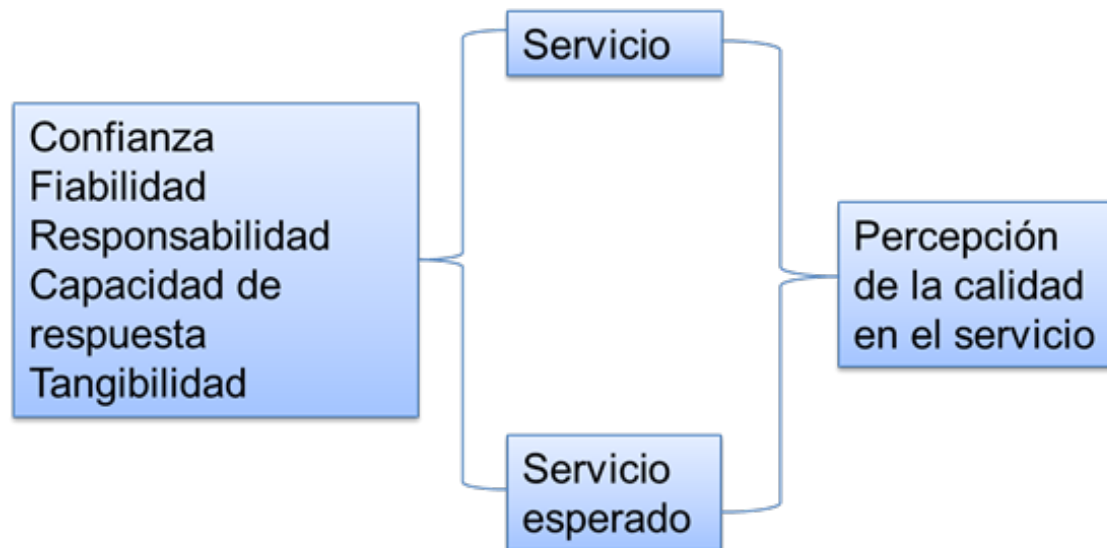 Confianza
Fiabilidad
Responsabilidad
Capacidad de
respuesta
Tangibilidad
Servicio
Servicio
esperado
Percepción
de la calidad
en el servicio